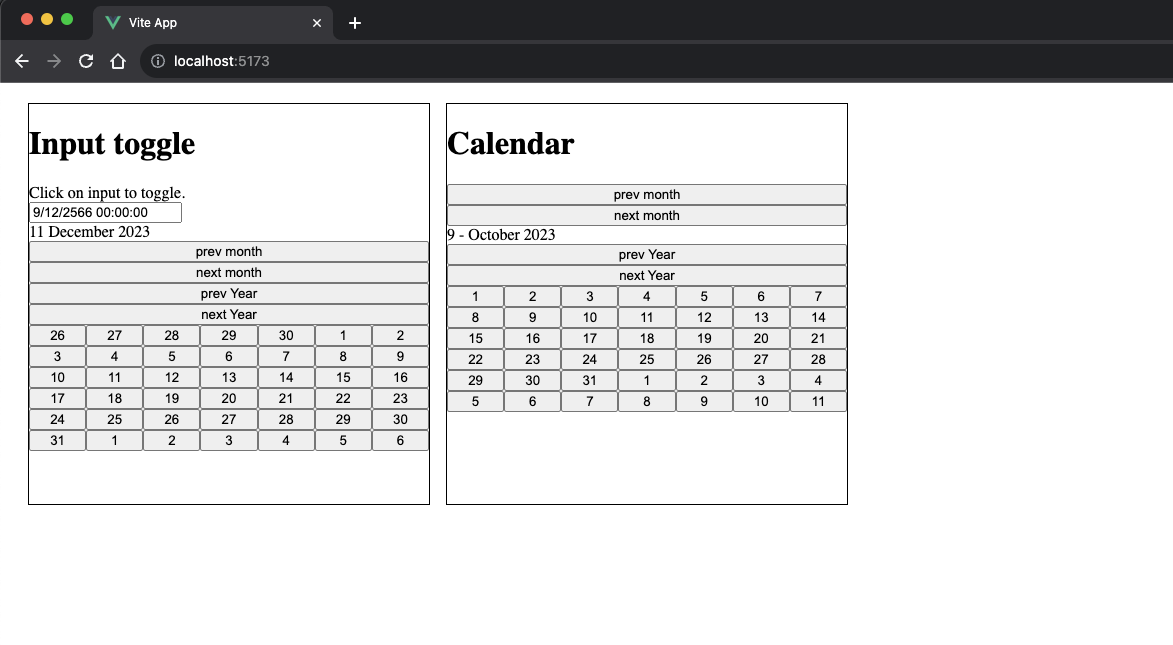 Vite App
localhost:5173
Input toggle
Click on input to toggle.
9/12/2566 00:00:00
11 December 2023
prev month
next month
prev Year
next Year
26 27 28 29 30 1 2
3 4 5 6 7 8 9
10 11 12 13 14 15 16
17 18 19 20 21 22 23
24 25 26 27 28 29 30
31 1 2 3 4 5 6
Calendar
prev month
next month
9 - October 2023
prev Year
next Year
1 2 3 4 5 6 7
8 9 10 11 12 13 14
15 16 17 18 19 20 21
22 23 24 25 26 27 28
29 30 31 1 2 3 4
5 6 7 8 9 10 11